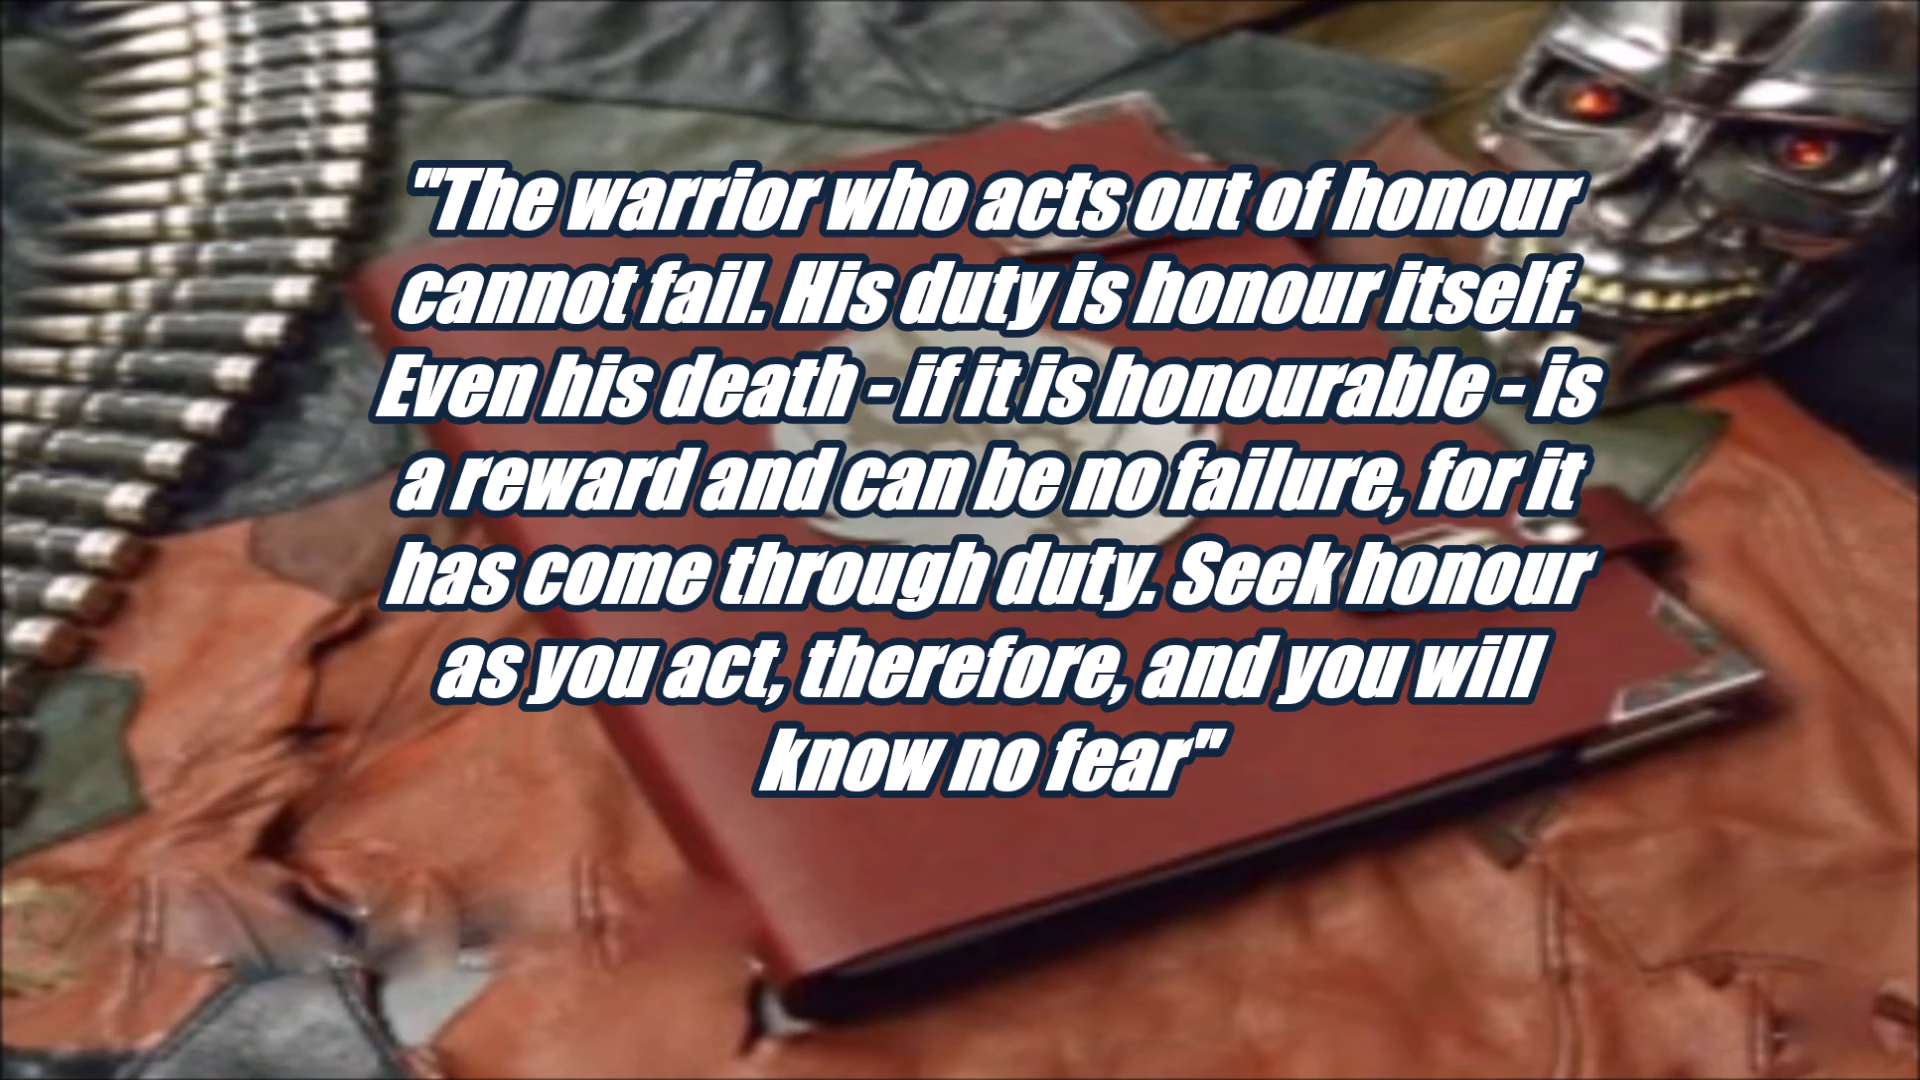 "The warrior who acts out of honour
cannot fail. His duty is honour itself.
Even his death - if it is honourable - is
a reward and can be no failure, for it
has come through duty. Seek honour
as you act, therefore, and you will
know no fear"